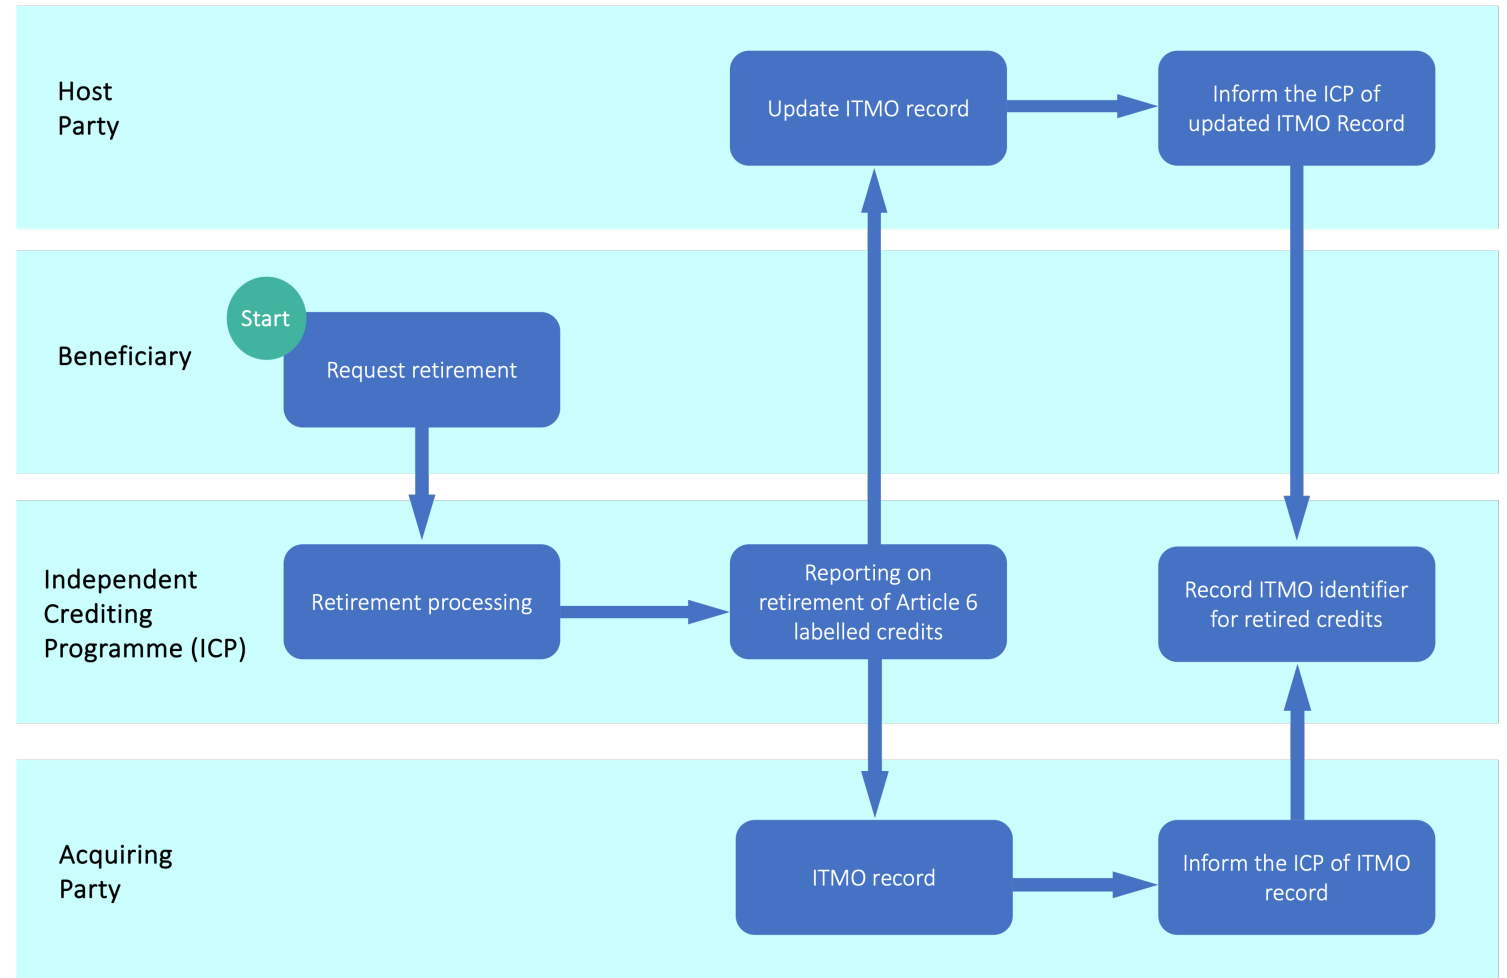 Host
Party
Update ITMO record
Inform the ICP of
updated ITMO Record
Beneficiary
Start
Request retirement
Independent
Crediting
Programme (ICP)
Retirement processing
Reporting on
retirement of Article 6
labelled credits
Record ITMO identifier
for retired credits
Acquiring
Party
ITMO record
Inform the ICP of ITMO
record